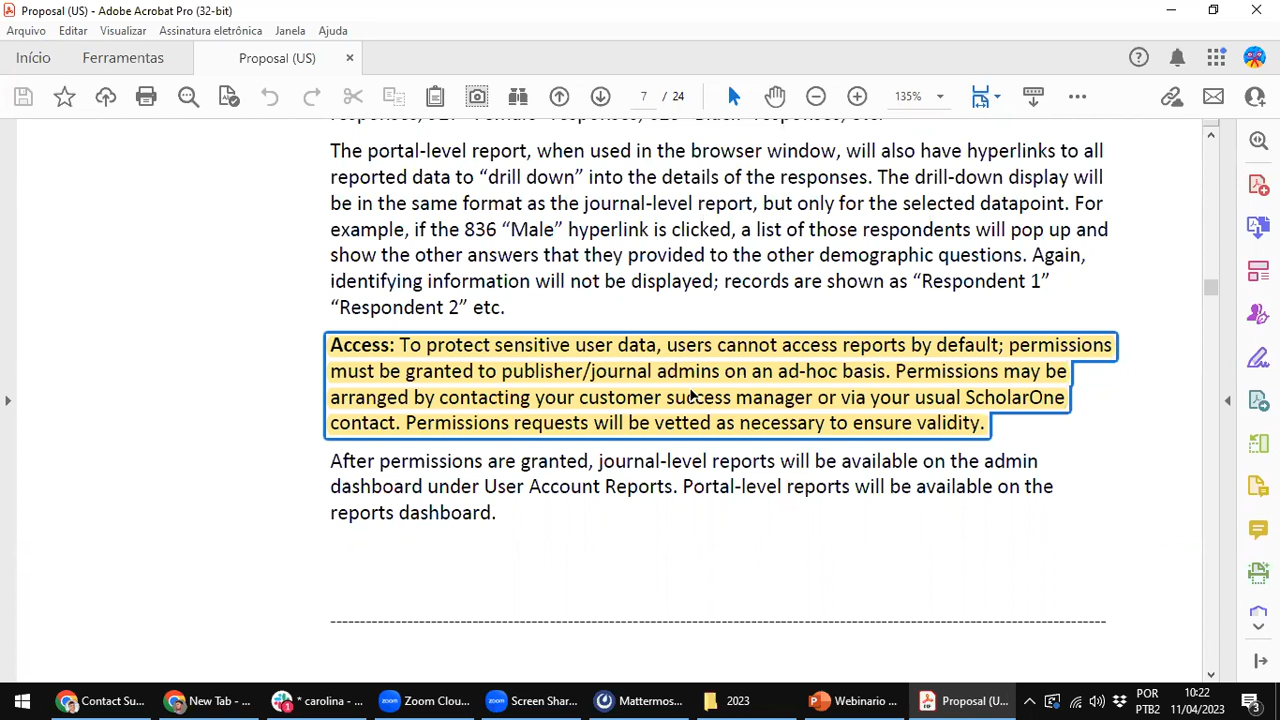 Proposal (US) - Adobe Acrobat Pro (32-bit)
Arquivo Editar Visualizar Assinatura eletrônica Janela Ajuda
Início Ferramentas Proposal (US) ×
7 / 24 135%
The portal-level report, when used in the browser window, will also have hyperlinks to all
reported data to “drill down” into the details of the responses. The drill-down display will
be in the same format as the journal-level report, but only for the selected datapoint. For
example, if the 836 “Male” hyperlink is clicked, a list of those respondents will pop up and
show the other answers that they provided to the other demographic questions. Again,
identifying information will not be displayed; records are shown as “Respondent 1”
“Respondent 2” etc.
Access: To protect sensitive user data, users cannot access reports by default; permissions
must be granted to publisher/journal admins on an ad-hoc basis. Permissions may be
arranged by contacting your customer success manager or via your usual ScholarOne
contact. Permissions requests will be vetted as necessary to ensure validity.
After permissions are granted, journal-level reports will be available on the admin
dashboard under User Account Reports. Portal-level reports will be available on the
reports dashboard.
--------------------------------------------------------------------------------
Contact Su... New Tab - ... * carolina - ... Zoom Clou... Screen Shar... Mattermos... 2023 Webinario ... Proposal (U...
POR 10:22
PTB2 11/04/2023 3